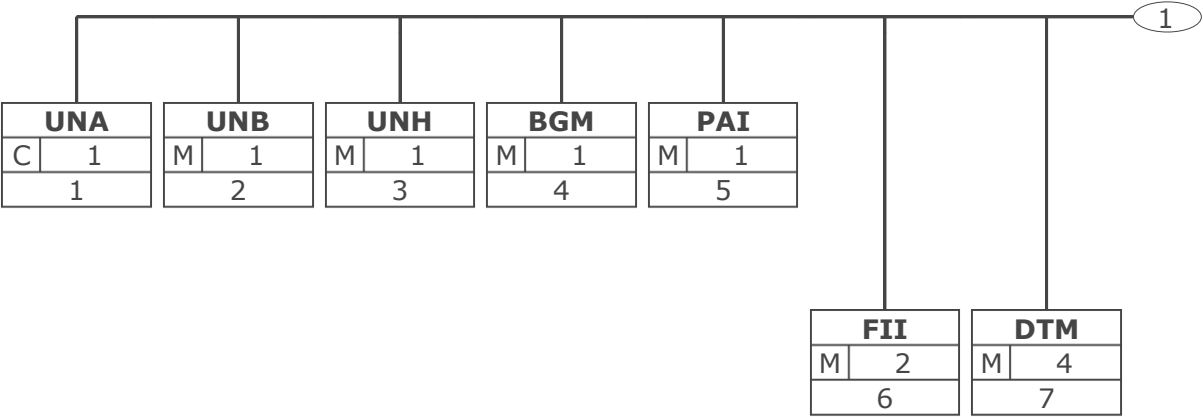 1
UNA UNB UNH BGM PAI
C 1 M 1 M 1 M 1 M 1
1 2 3 4 5
FII DTM
M 2 M 4
6 7